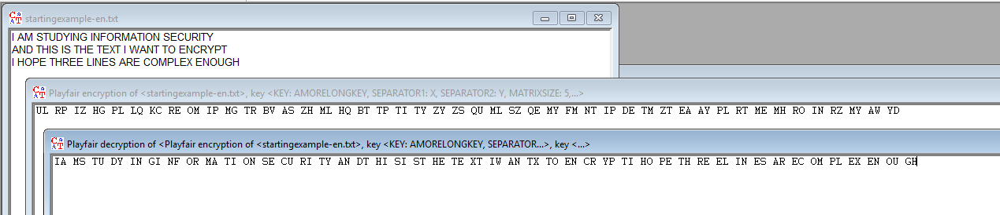 startingexample-en.txt
I AM STUDYING INFORMATION SECURITY
AND THIS IS THE TEXT I WANT TO ENCRYPT
I HOPE THREE LINES ARE COMPLEX ENOUGH
Playfair encryption of <startingexample-en.txt>, key <KEY: AMORELONGKEY, SEPARATOR1: X, SEPARATOR2: Y, MATRIXSIZE: 5,...>
UL RP IZ HG PL LQ KC RE OM IP MG TR BV AS ZH ML HQ BT TP TI TY ZY ZS QU ML SZ QE MY FM NT IP DE TM ZT EA AY PL RT ME MH RO IN RZ MY AW YD
Playfair decryption of <Playfair encryption of <startingexample-en.txt>, key <KEY: AMORELONGKEY, SEPARATOR...>, key <...>
IA MS TU DY IN GI NF OR MA TI ON SE CU RI TY AN DT HI SI ST HE TE XT IW AN TX TO EN CR YP TI HO PE TH RE EL IN ES AR EC OM PL EX EN OU GH